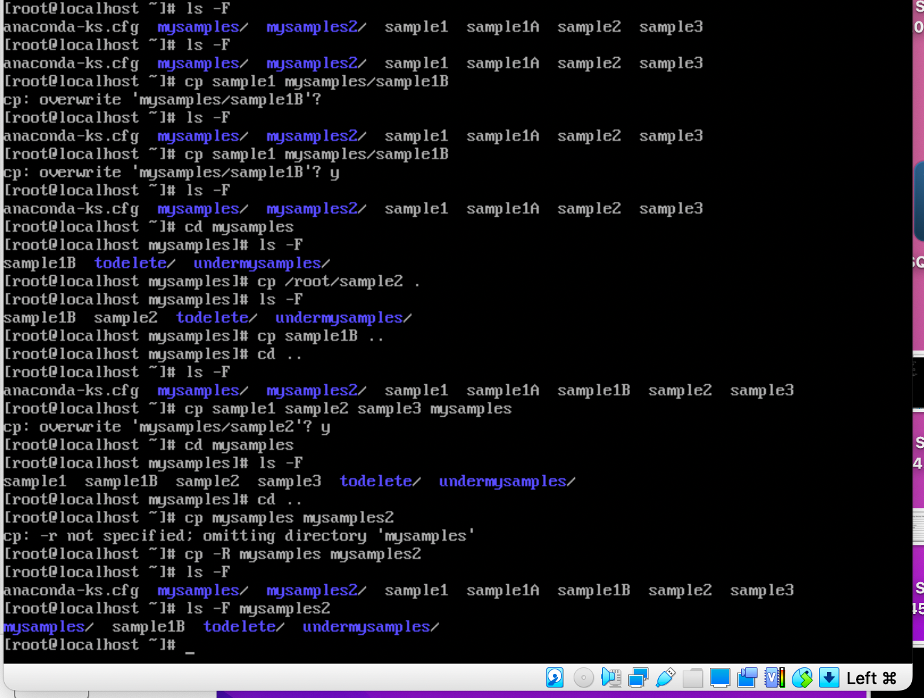 [root@localhost ~]# ls -F
anaconda-ks.cfg  mysamples/  mysamples2/  sample1  sample1A  sample2  sample3
[root@localhost ~]# ls -F
anaconda-ks.cfg  mysamples/  mysamples2/  sample1  sample1A  sample2  sample3
[root@localhost ~]# cp sample1 mysamples/sample1B
cp: overwrite 'mysamples/sample1B'?
[root@localhost ~]# ls -F
anaconda-ks.cfg  mysamples/  mysamples2/  sample1  sample1A  sample2  sample3
[root@localhost ~]# cp sample1 mysamples/sample1B
cp: overwrite 'mysamples/sample1B'? y
[root@localhost ~]# ls -F
anaconda-ks.cfg  mysamples/  mysamples2/  sample1  sample1A  sample2  sample3
[root@localhost ~]# cd mysamples
[root@localhost mysamples]# ls -F
sample1B  todelete/  undermysamples/
[root@localhost mysamples]# cp /root/sample2 .
[root@localhost mysamples]# ls -F
sample1B  sample2  todelete/  undermysamples/
[root@localhost mysamples]# cp sample1B ..
[root@localhost mysamples]# cd ..
[root@localhost ~]# ls -F
anaconda-ks.cfg  mysamples/  mysamples2/  sample1  sample1A  sample1B  sample2  sample3
[root@localhost ~]# cp sample1 sample2 sample3 mysamples
cp: overwrite 'mysamples/sample2'? y
[root@localhost ~]# cd mysamples
[root@localhost mysamples]# ls -F
sample1  sample1B  sample2  sample3  todelete/  undermysamples/
[root@localhost mysamples]# cd ..
[root@localhost ~]# cp mysamples mysamples2
cp: -r not specified; omitting directory 'mysamples'
[root@localhost ~]# cp -R mysamples mysamples2
[root@localhost ~]# ls -F
anaconda-ks.cfg  mysamples/  mysamples2/  sample1  sample1A  sample1B  sample2  sample3
[root@localhost ~]# ls -F mysamples2
mysamples/  sample1B  todelete/  undermysamples/
[root@localhost ~]# _
Left ⌘